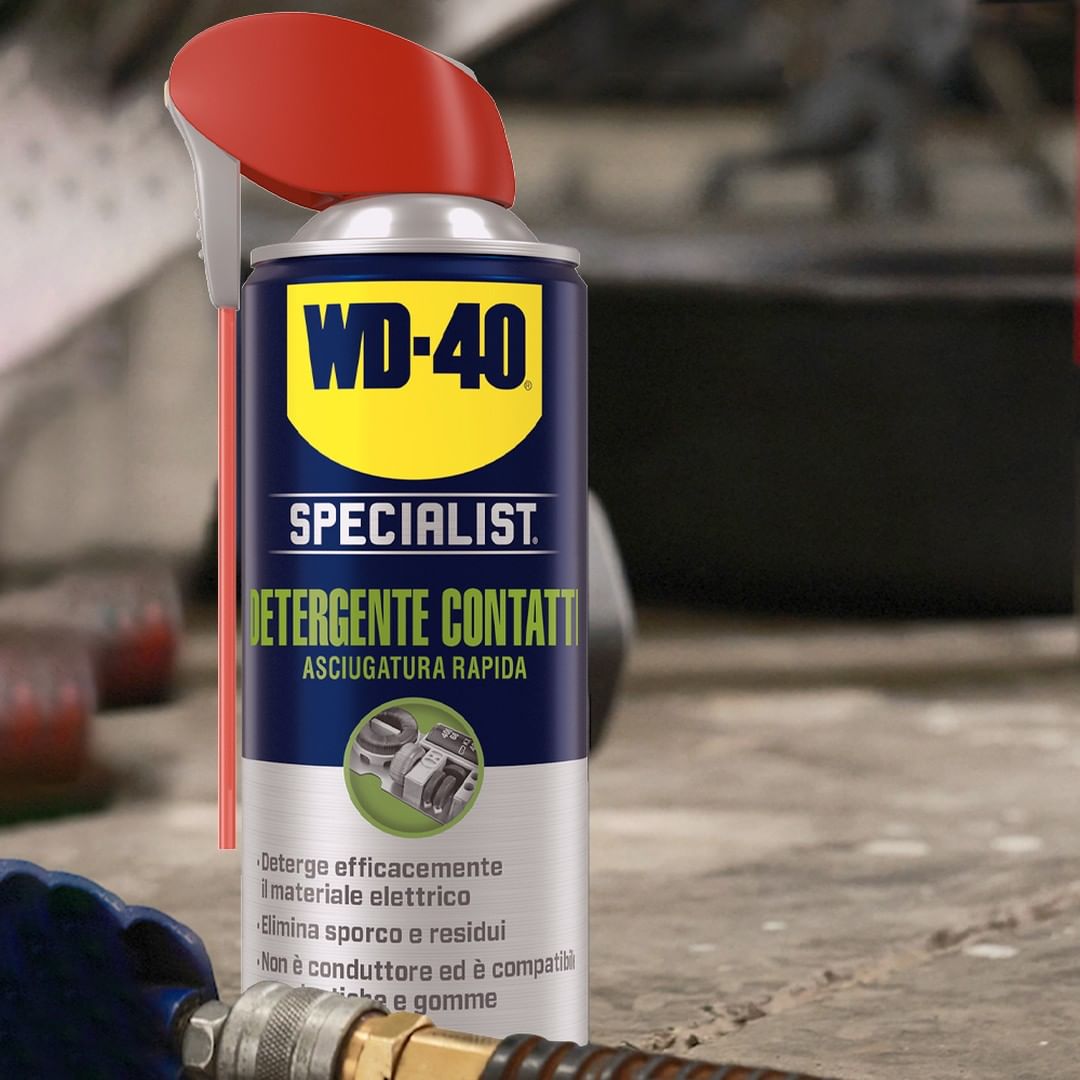 WD-40®
SPECIALIST®
DETERGENTE CONTATTI
ASCIUGATURA RAPIDA
·Deterge efficacemente
il materiale elettrico
·Elimina sporco e residui
·Non è conduttore ed è compatibile
e gomme